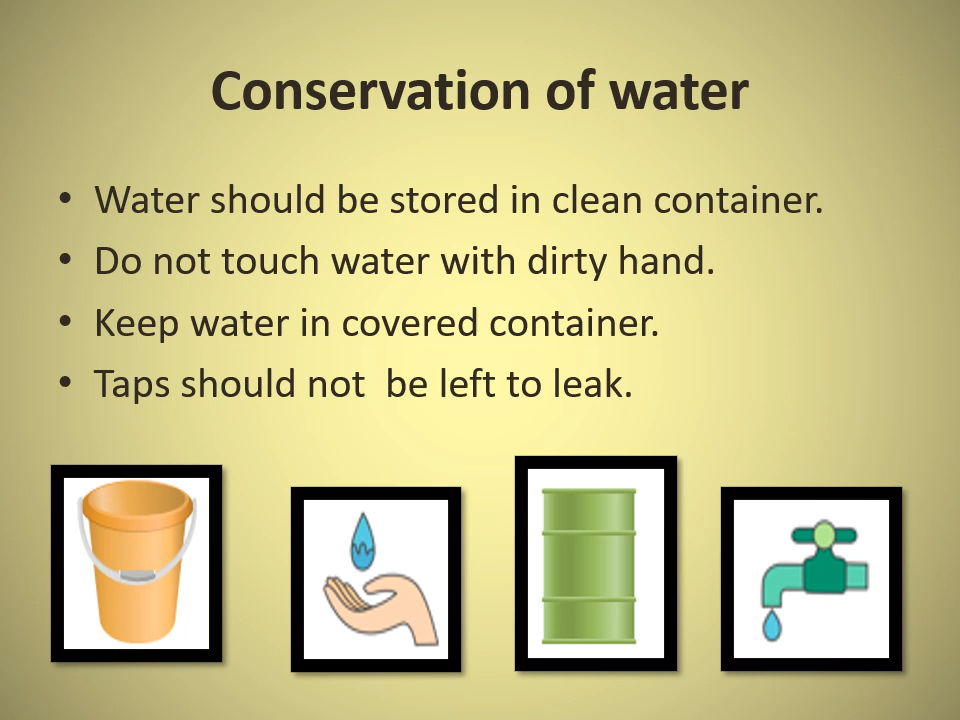 Conservation of water
• Water should be stored in clean container.
• Do not touch water with dirty hand.
• Keep water in covered container.
• Taps should not  be left to leak.